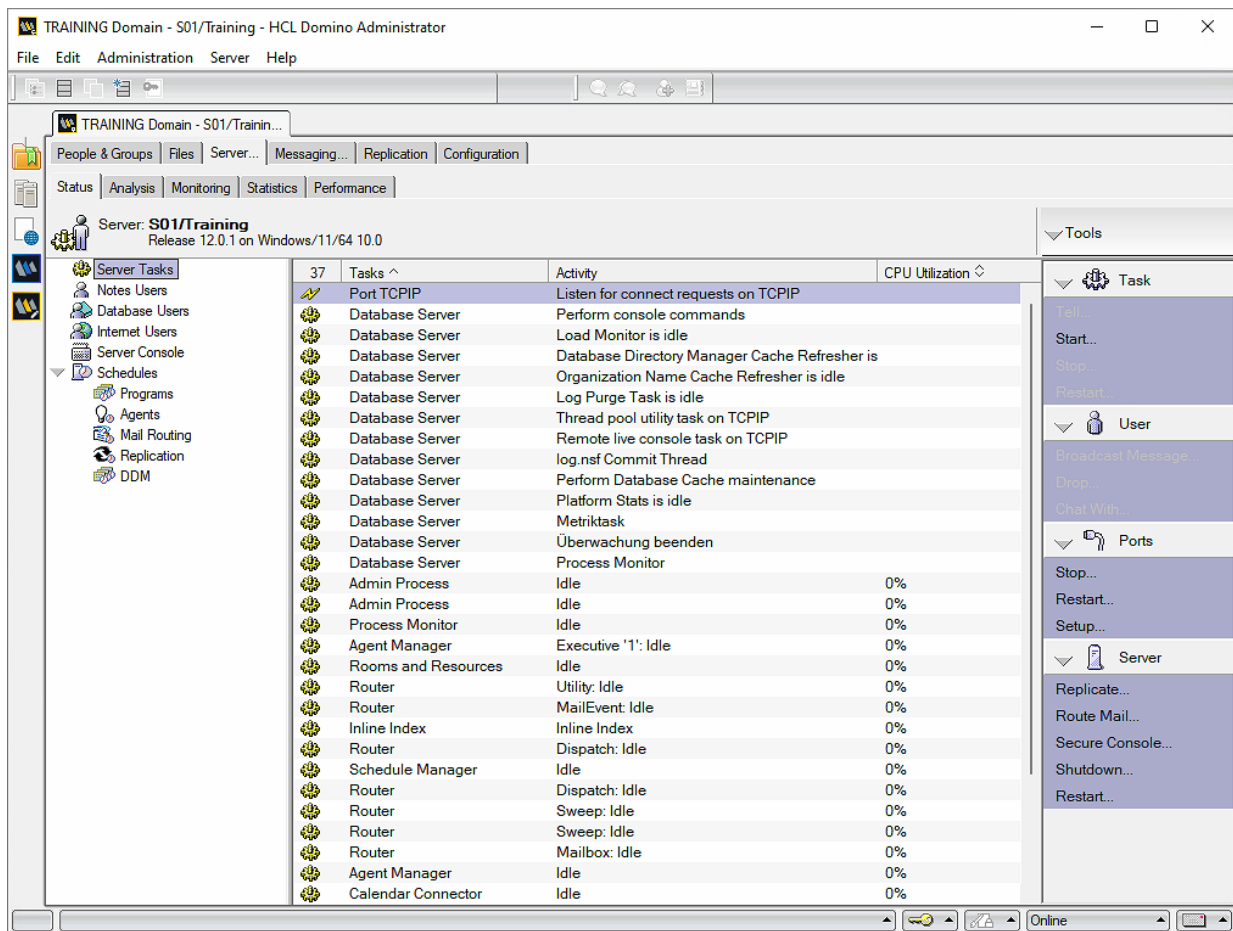 TRAINING Domain - S01/Training - HCL Domino Administrator
File Edit Administration Server Help
TRAINING Domain - S01/Trainin...
People & Groups Files Server... Messaging... Replication Configuration
Status Analysis Monitoring Statistics Performance
Server: S01/Training
Release 12.0.1 on Windows/11/64 10.0
Server Tasks
Notes Users
Database Users
Internet Users
Server Console
Schedules
Programs
Agents
Mail Routing
Replication
DDM
37 Tasks Activity CPU Utilization
Port TCPIP Listen for connect requests on TCPIP
Database Server Perform console commands
Database Server Load Monitor is idle
Database Server Database Directory Manager Cache Refresher is
Database Server Organization Name Cache Refresher is idle
Database Server Log Purge Task is idle
Database Server Thread pool utility task on TCPIP
Database Server Remote live console task on TCPIP
Database Server log.nsf Commit Thread
Database Server Perform Database Cache maintenance
Database Server Platform Stats is idle
Database Server Metriktask
Database Server Überwachung beenden
Database Server Process Monitor
Admin Process Idle 0%
Admin Process Idle 0%
Process Monitor Idle 0%
Agent Manager Executive '1': Idle 0%
Rooms and Resources Idle 0%
Router Utility: Idle 0%
Router MailEvent: Idle 0%
Inline Index Inline Index 0%
Router Dispatch: Idle 0%
Schedule Manager Idle 0%
Router Dispatch: Idle 0%
Router Sweep: Idle 0%
Router Sweep: Idle 0%
Router Mailbox: Idle 0%
Agent Manager Idle 0%
Calendar Connector Idle 0%
Tools
Task
Tell...
Start...
Stop...
Restart...
User
Broadcast Message...
Drop...
Chat With...
Ports
Stop...
Restart...
Setup...
Server
Replicate...
Route Mail...
Secure Console...
Shutdown...
Restart...
Online